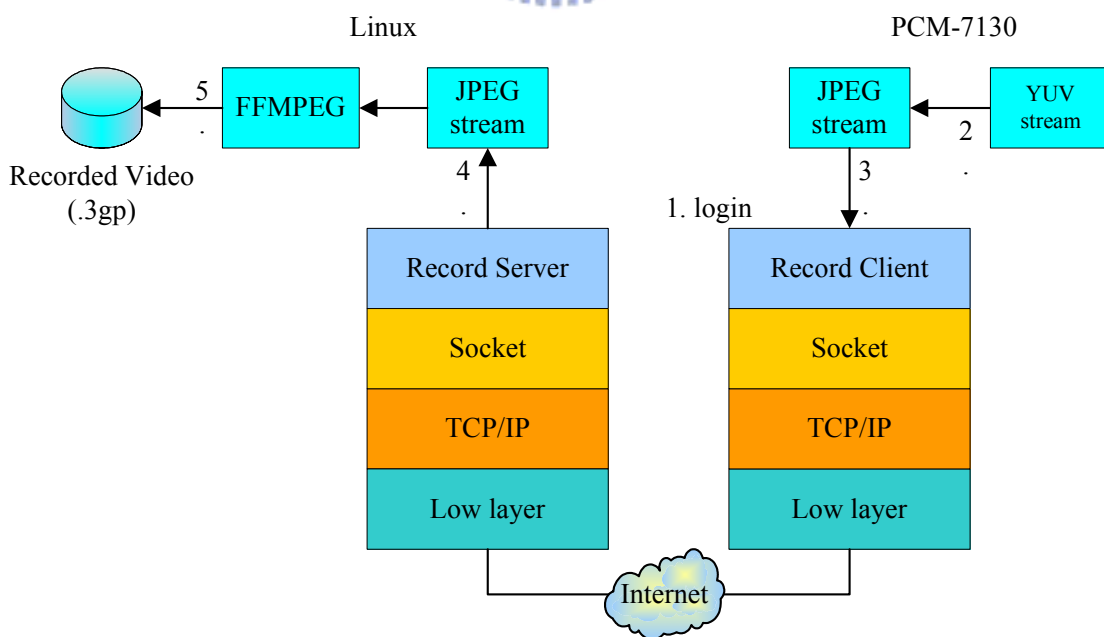 Linux
PCM-7130
5
.
FFMPEG
JPEG
stream
JPEG
stream
2
.
YUV
stream
Recorded Video
(.3gp)
4
.
3
.
1. login
Record Server
Record Client
Socket
Socket
TCP/IP
TCP/IP
Low layer
Low layer
Internet